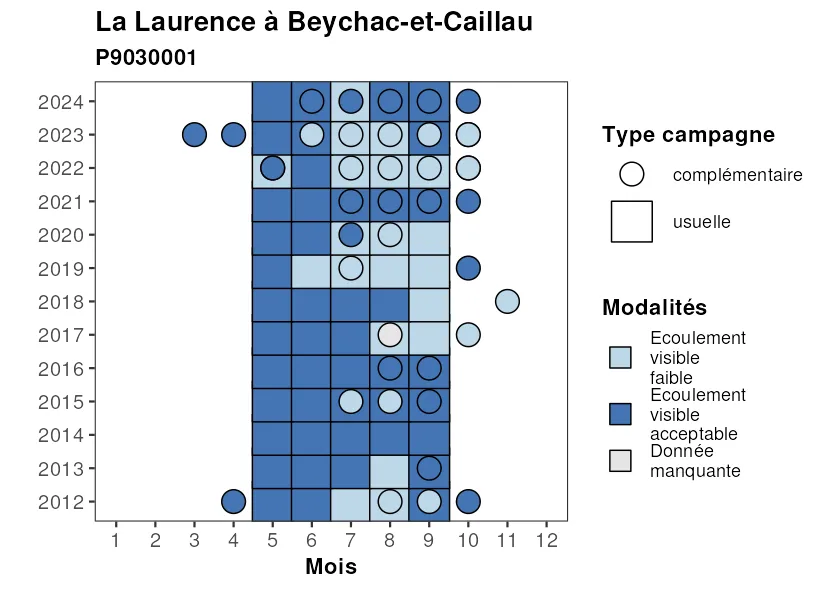 La Laurence à Beychac-et-Caillau
P9030001
2024
2023
2022
2021
2020
2019
2018
2017
2016
2015
2014
2013
2012
1 2 3 4 5 6 7 8 9 10 11 12
Mois
Type campagne
complémentaire
usuelle
Modalités
Ecoulement
visible
faible
Ecoulement
visible
acceptable
Donnée
manquante